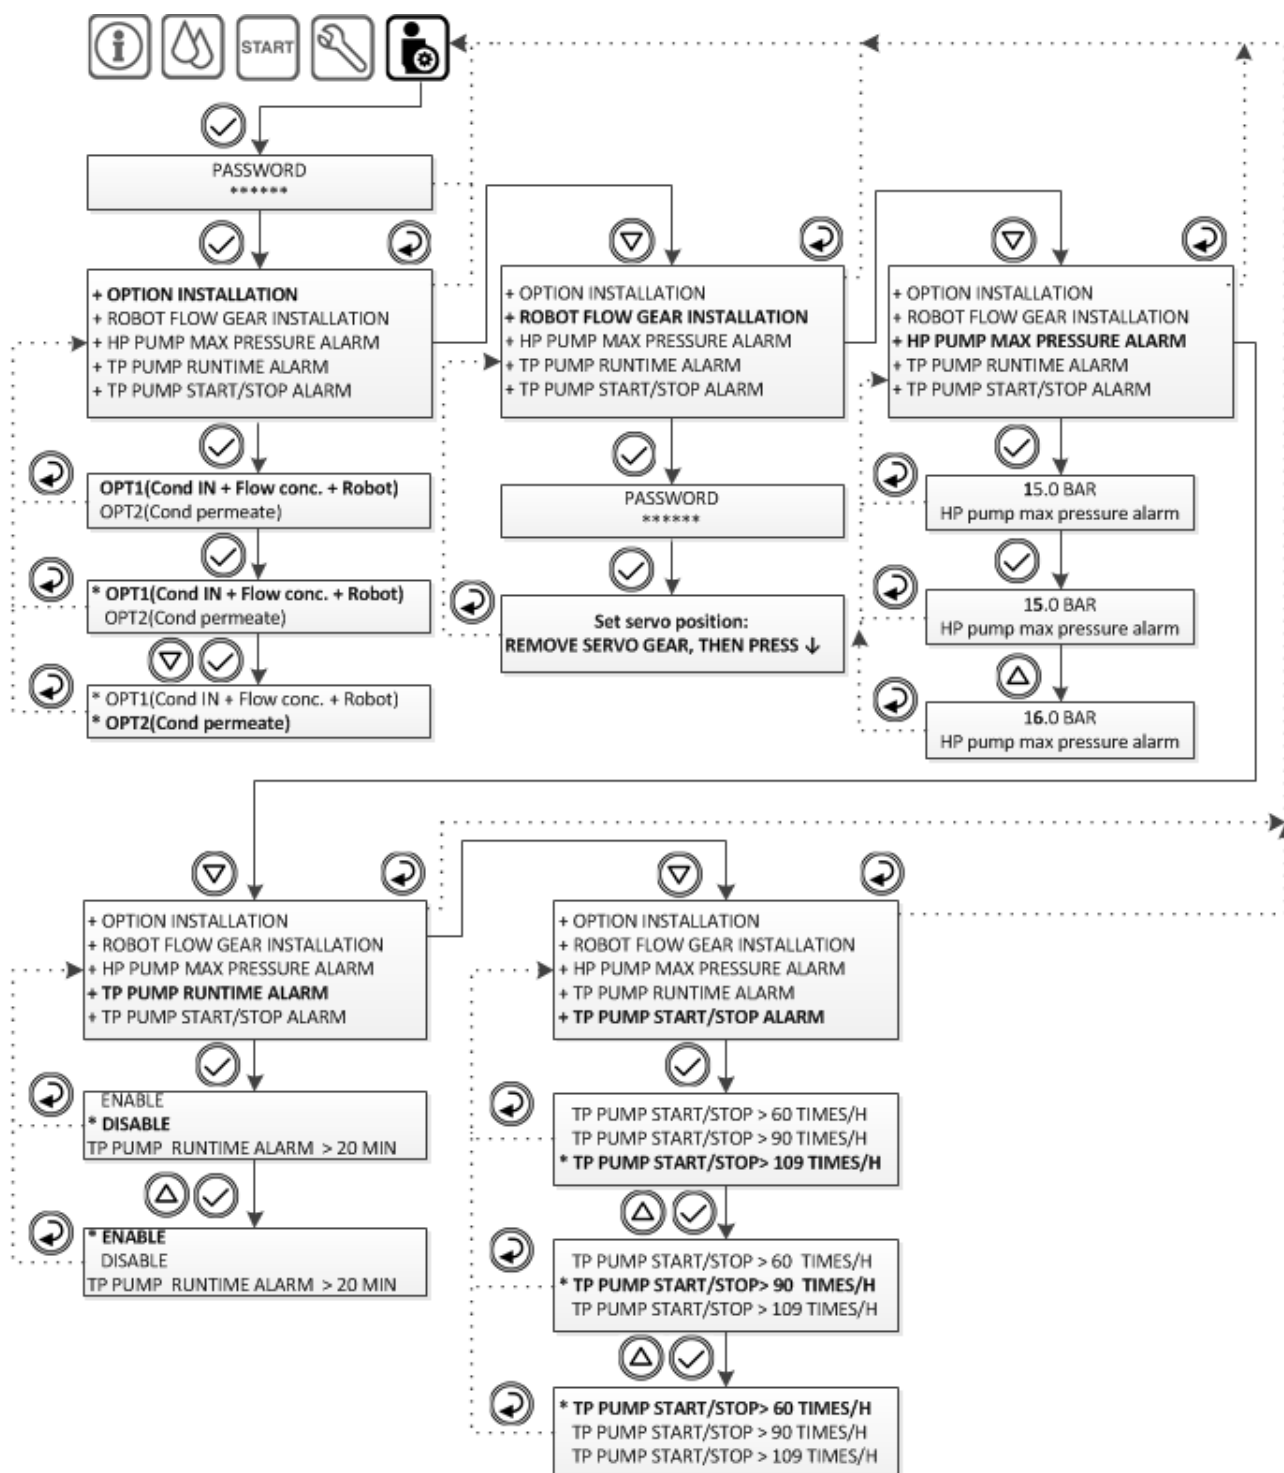 START
PASSWORD
******
+ OPTION INSTALLATION
+ ROBOT FLOW GEAR INSTALLATION
+ HP PUMP MAX PRESSURE ALARM
+ TP PUMP RUNTIME ALARM
+ TP PUMP START/STOP ALARM
OPT1(Cond IN + Flow conc. + Robot)
OPT2(Cond permeate)
* OPT1(Cond IN + Flow conc. + Robot)
OPT2(Cond permeate)
* OPT1(Cond IN + Flow conc. + Robot)
* OPT2(Cond permeate)
+ OPTION INSTALLATION
+ ROBOT FLOW GEAR INSTALLATION
+ HP PUMP MAX PRESSURE ALARM
+ TP PUMP RUNTIME ALARM
+ TP PUMP START/STOP ALARM
PASSWORD
******
Set servo position:
REMOVE SERVO GEAR, THEN PRESS ↓
+ OPTION INSTALLATION
+ ROBOT FLOW GEAR INSTALLATION
+ HP PUMP MAX PRESSURE ALARM
+ TP PUMP RUNTIME ALARM
+ TP PUMP START/STOP ALARM
15.0 BAR
HP pump max pressure alarm
15.0 BAR
HP pump max pressure alarm
16.0 BAR
HP pump max pressure alarm
+ OPTION INSTALLATION
+ ROBOT FLOW GEAR INSTALLATION
+ HP PUMP MAX PRESSURE ALARM
+ TP PUMP RUNTIME ALARM
+ TP PUMP START/STOP ALARM
ENABLE
* DISABLE
TP PUMP RUNTIME ALARM > 20 MIN
* ENABLE
DISABLE
TP PUMP RUNTIME ALARM > 20 MIN
+ OPTION INSTALLATION
+ ROBOT FLOW GEAR INSTALLATION
+ HP PUMP MAX PRESSURE ALARM
+ TP PUMP RUNTIME ALARM
+ TP PUMP START/STOP ALARM
TP PUMP START/STOP > 60 TIMES/H
TP PUMP START/STOP > 90 TIMES/H
* TP PUMP START/STOP> 109 TIMES/H
TP PUMP START/STOP > 60 TIMES/H
* TP PUMP START/STOP> 90 TIMES/H
TP PUMP START/STOP > 109 TIMES/H
* TP PUMP START/STOP> 60 TIMES/H
TP PUMP START/STOP > 90 TIMES/H
TP PUMP START/STOP > 109 TIMES/H